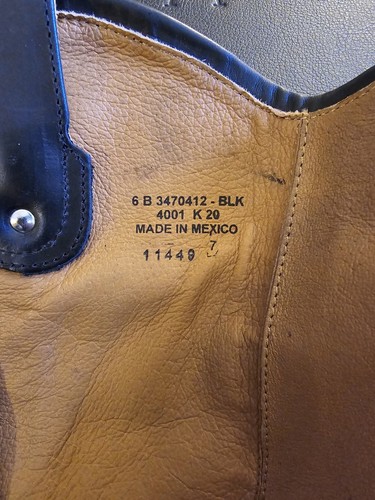 6 B 3470412 - BLK
4001 K 20
MADE IN MEXICO
7
11449